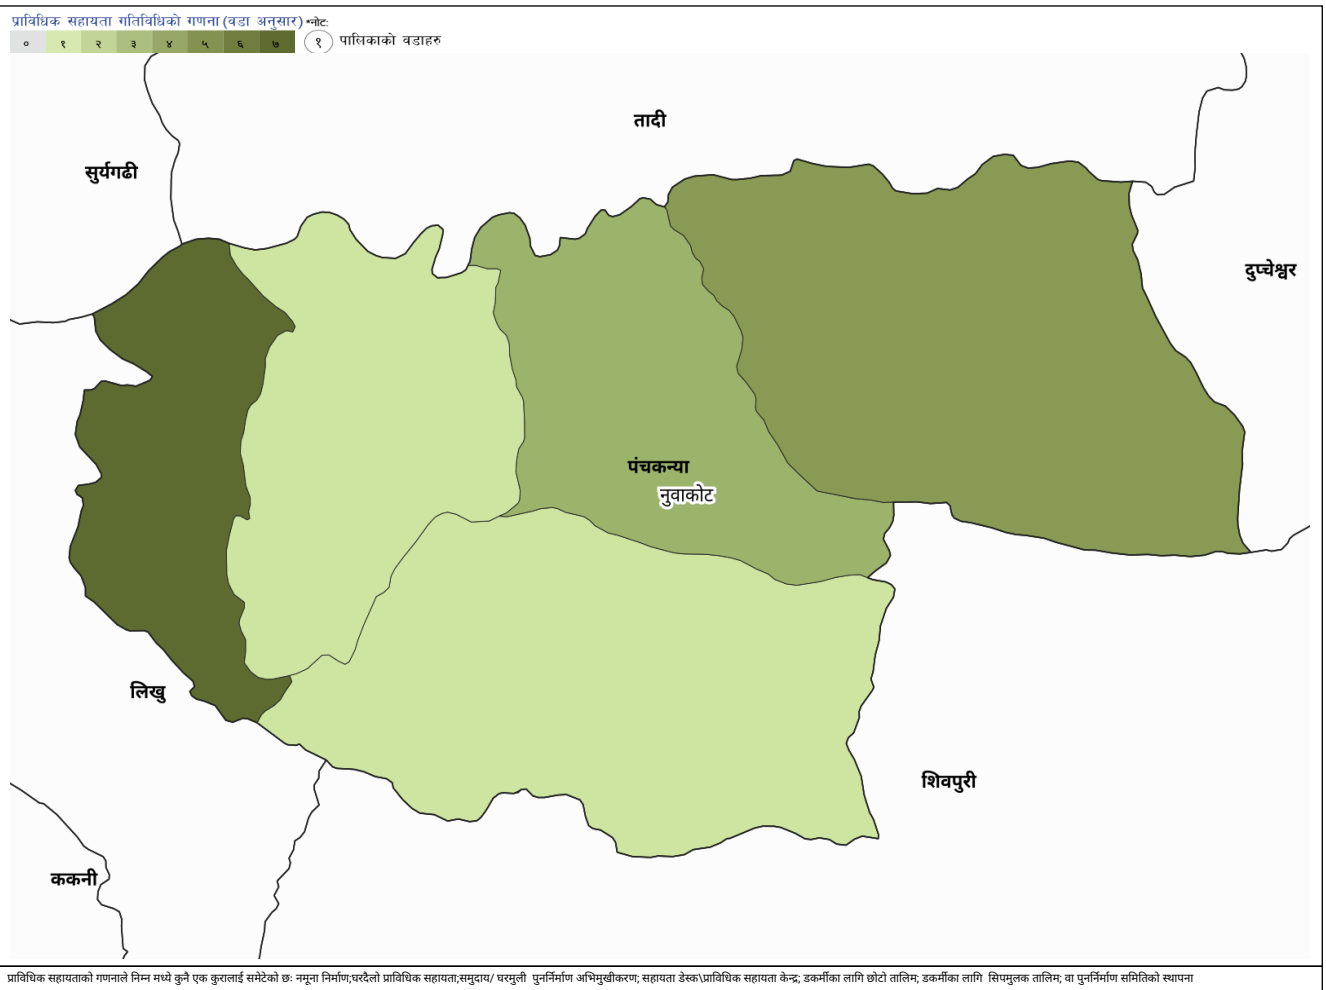 प्राविधिक सहायता गतिविधिको गणना (वडा अनुसार) *नोट:
० १ २ ३ ४ ५ ६ ७ १ पालिकाको वडाहरु
तादी
सुर्यगढी
दुप्चेश्वर
पंचकन्या
नुवाकोट
लिखु
शिवपुरी
ककनी
प्राविधिक सहायताको गणनाले निम्न मध्ये कुनै एक कुरालाई समेटेको छः नमूना निर्माण;घरदैलो प्राविधिक सहायता;समुदाय/ घरमुली पुनर्निर्माण अभिमुखीकरण; सहायता डेस्क\प्राविधिक सहायता केन्द्र; डकर्मीका लागि छोटो तालिम; डकर्मीका लागि सिपमुलक तालिम; वा पुनर्निर्माण समितिको स्थापना